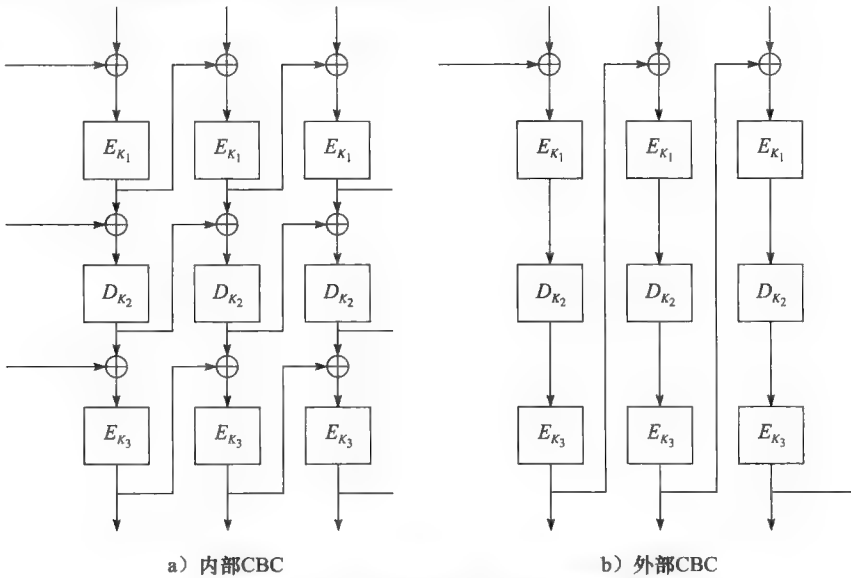 E_{K_1} E_{K_1} E_{K_1} E_{K_1} E_{K_1} E_{K_1}
D_{K_2} D_{K_2} D_{K_2} D_{K_2} D_{K_2} D_{K_2}
E_{K_3} E_{K_3} E_{K_3} E_{K_3} E_{K_3} E_{K_3}
a）内部CBC b）外部CBC